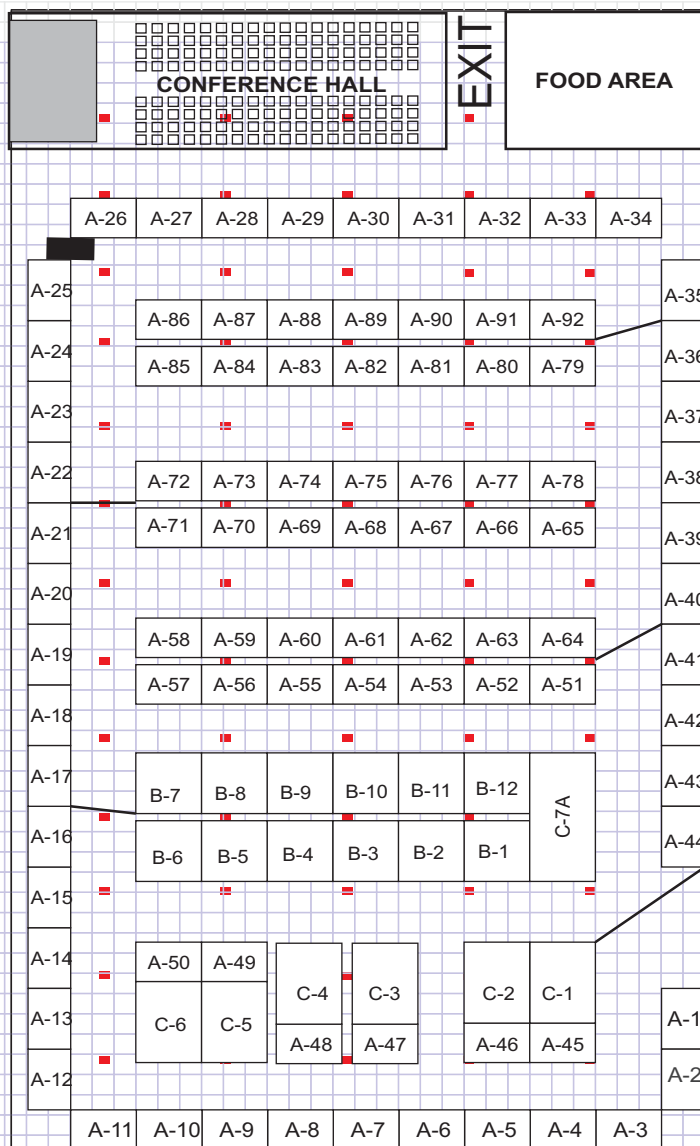 EXIT
CONFERENCE HALL
FOOD AREA
A-26 A-27 A-28 A-29 A-30 A-31 A-32 A-33 A-34
A-25
A-35
A-86 A-87 A-88 A-89 A-90 A-91 A-92
A-24
A-36
A-85 A-84 A-83 A-82 A-81 A-80 A-79
A-23
A-37
A-22
A-38
A-72 A-73 A-74 A-75 A-76 A-77 A-78
A-21
A-39
A-71 A-70 A-69 A-68 A-67 A-66 A-65
A-20
A-40
A-58 A-59 A-60 A-61 A-62 A-63 A-64
A-19
A-41
A-57 A-56 A-55 A-54 A-53 A-52 A-51
A-18
A-42
A-17
A-43
B-7 B-8 B-9 B-10 B-11 B-12
C-7A
A-16
A-44
B-6 B-5 B-4 B-3 B-2 B-1
A-15
A-14
A-50 A-49
C-4 C-3 C-2 C-1
A-13
A-1
C-6 C-5
A-48 A-47 A-46 A-45
A-12
A-2
A-11 A-10 A-9 A-8 A-7 A-6 A-5 A-4 A-3